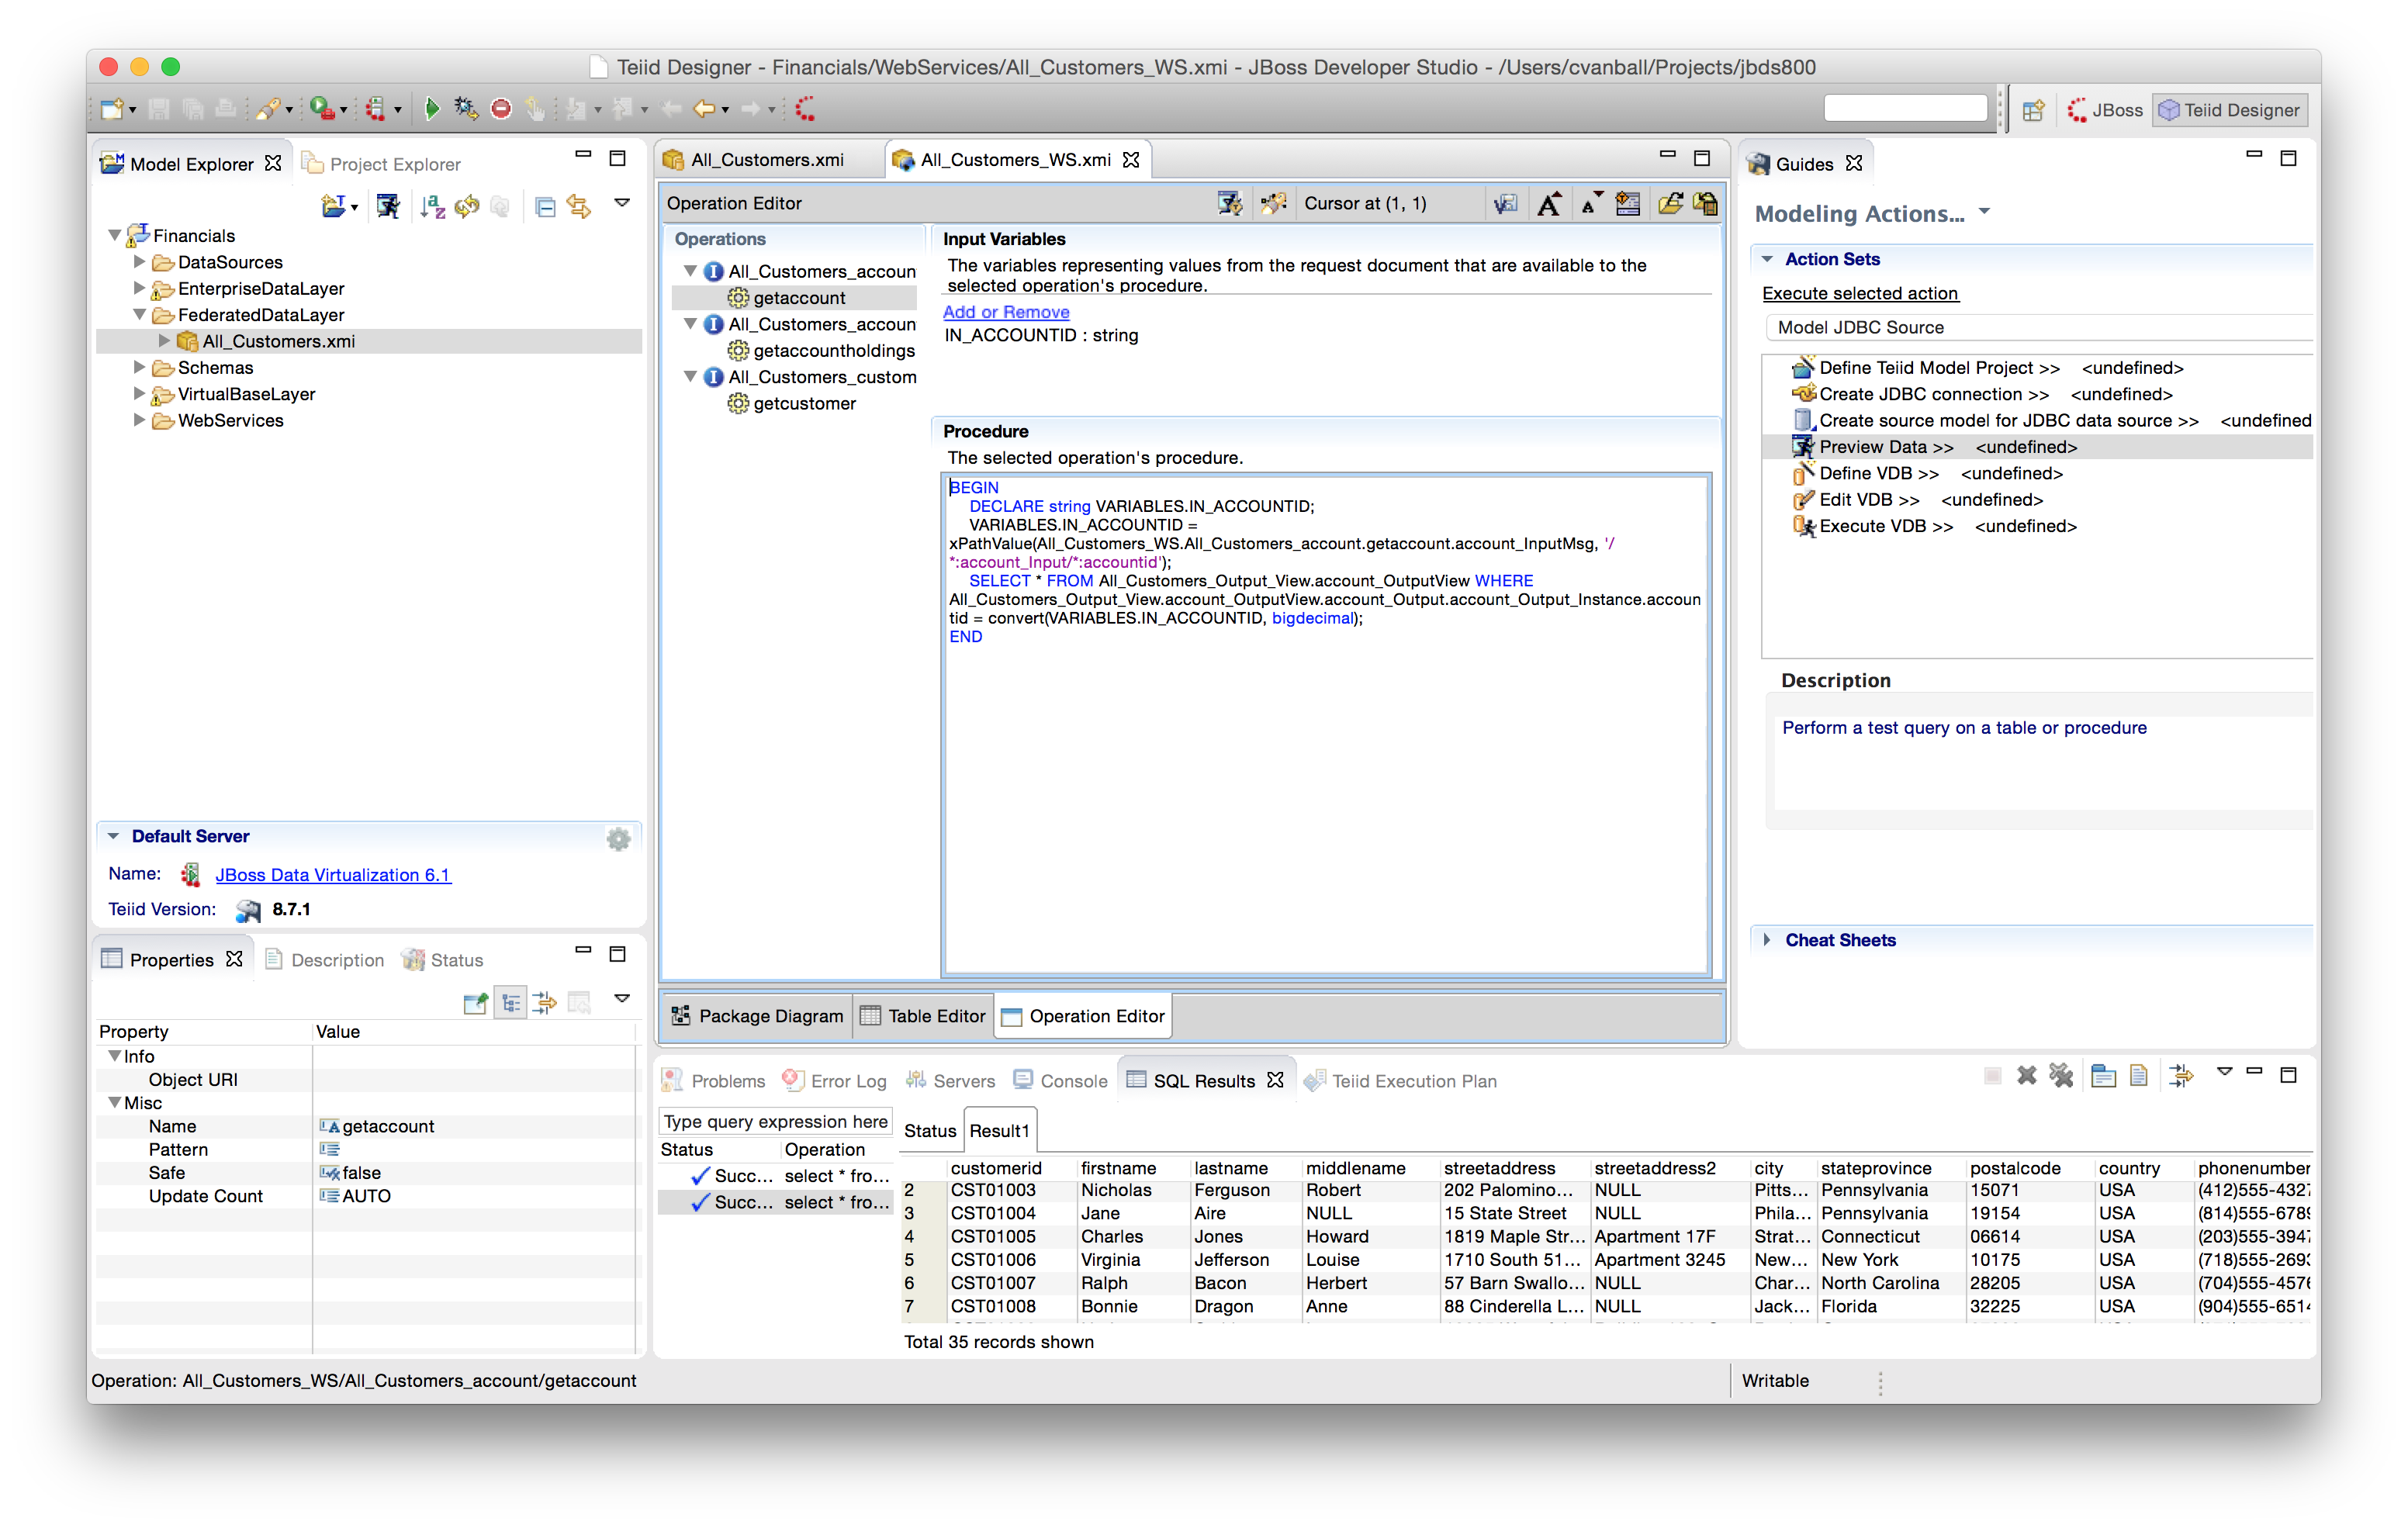 Teiid Designer - Financials/WebServices/All_Customers_WS.xmi - JBoss Developer Studio - /Users/cvanball/Projects/jbds800
JBoss
Teiid Designer
Model Explorer
Project Explorer
Financials
DataSources
EnterpriseDataLayer
FederatedDataLayer
All_Customers.xmi
Schemas
VirtualBaseLayer
WebServices
Default Server
Name: JBoss Data Virtualization 6.1
Teiid Version: 8.7.1
Properties
Description
Status
Property Value
Info
Object URI
Misc
Name getaccount
Pattern
Safe false
Update Count AUTO
All_Customers.xmi
All_Customers_WS.xmi
Operation Editor
Cursor at (1, 1)
Operations
All_Customers_accoun
getaccount
All_Customers_accoun
getaccountholdings
All_Customers_custom
getcustomer
Input Variables
The variables representing values from the request document that are available to the
selected operation's procedure.
Add or Remove
IN_ACCOUNTID : string
Procedure
The selected operation's procedure.
BEGIN
DECLARE string VARIABLES.IN_ACCOUNTID;
VARIABLES.IN_ACCOUNTID =
xPathValue(All_Customers_WS.All_Customers_account.getaccount.account_InputMsg, '/
*:account_Input/*:accountid');
SELECT * FROM All_Customers_Output_View.account_OutputView WHERE
All_Customers_Output_View.account_OutputView.account_Output.account_Output_Instance.accoun
tid = convert(VARIABLES.IN_ACCOUNTID, bigdecimal);
END
Package Diagram
Table Editor
Operation Editor
Guides
Modeling Actions...
Action Sets
Execute selected action
Model JDBC Source
Define Teiid Model Project >> <undefined>
Create JDBC connection >> <undefined>
Create source model for JDBC data source >> <undefined
Preview Data >> <undefined>
Define VDB >> <undefined>
Edit VDB >> <undefined>
Execute VDB >> <undefined>
Description
Perform a test query on a table or procedure
Cheat Sheets
Problems
Error Log
Servers
Console
SQL Results
Teiid Execution Plan
Type query expression here
Status Operation
Succ... select * fro...
Succ... select * fro...
Status
Result1
customerid firstname lastname middlename streetaddress streetaddress2 city stateprovince postalcode country phonenumber
2 CST01003 Nicholas Ferguson Robert 202 Palomino... NULL Pitts... Pennsylvania 15071 USA (412)555-4327
3 CST01004 Jane Aire NULL 15 State Street NULL Phila... Pennsylvania 19154 USA (814)555-6789
4 CST01005 Charles Jones Howard 1819 Maple Str... Apartment 17F Strat... Connecticut 06614 USA (203)555-3947
5 CST01006 Virginia Jefferson Louise 1710 South 51... Apartment 3245 New... New York 10175 USA (718)555-2693
6 CST01007 Ralph Bacon Herbert 57 Barn Swallo... NULL Char... North Carolina 28205 USA (704)555-4576
7 CST01008 Bonnie Dragon Anne 88 Cinderella L... NULL Jack... Florida 32225 USA (904)555-6514
Total 35 records shown
Operation: All_Customers_WS/All_Customers_account/getaccount
Writable